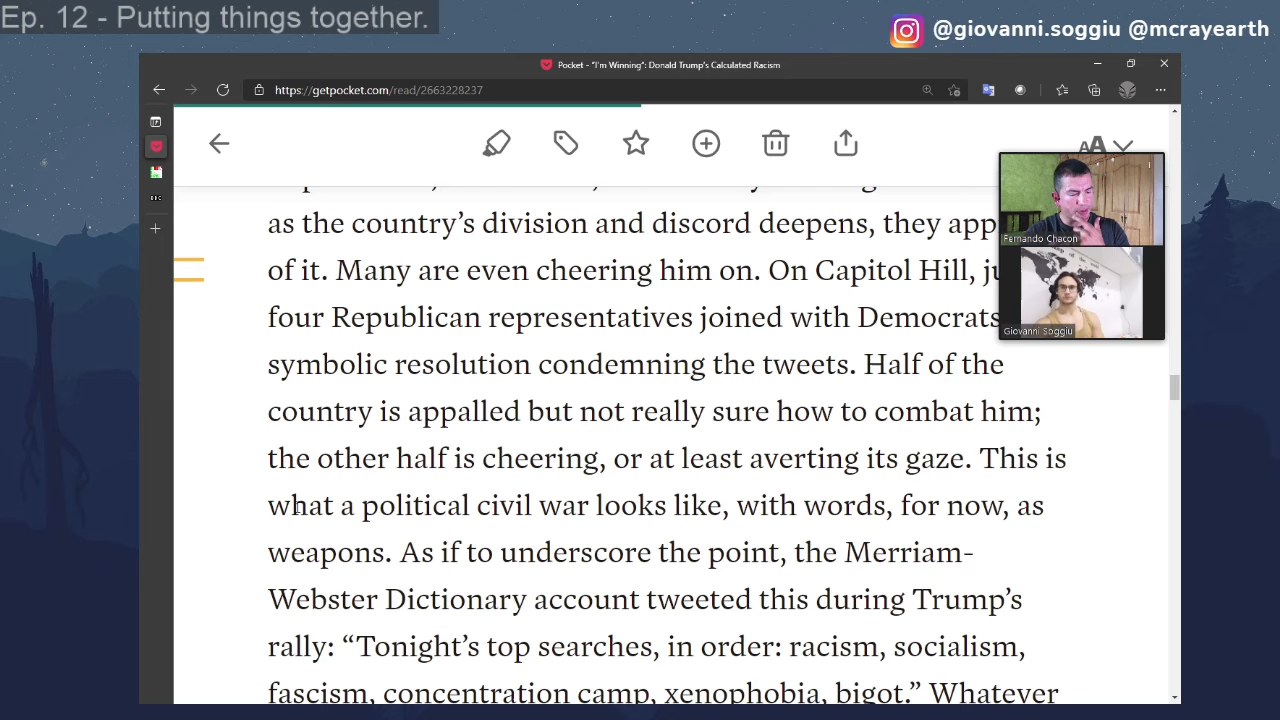 Ep. 12 - Putting things together.
@giovanni.soggiu @mcrayearth
Pocket - “I'm Winning”: Donald Trump's Calculated Racism
https://getpocket.com/read/2663228237
AA
as the country’s division and discord deepens, they app
of it. Many are even cheering him on. On Capitol Hill, ju
four Republican representatives joined with Democrats
symbolic resolution condemning the tweets. Half of the
country is appalled but not really sure how to combat him;
the other half is cheering, or at least averting its gaze. This is
what a political civil war looks like, with words, for now, as
weapons. As if to underscore the point, the Merriam-
Webster Dictionary account tweeted this during Trump’s
rally: “Tonight’s top searches, in order: racism, socialism,
fascism, concentration camp, xenophobia, bigot.” Whatever
Fernando Chacon
Giovanni Soggiu